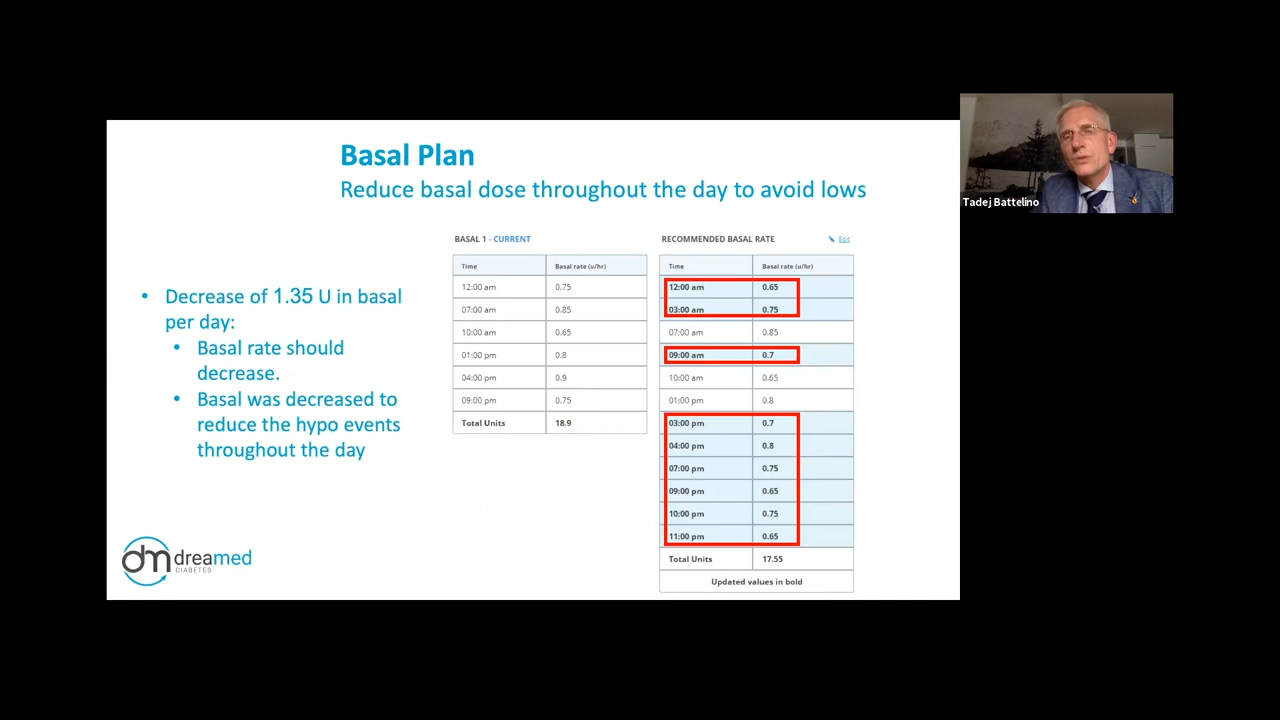 Basal Plan
Reduce basal dose throughout the day to avoid lows
Tadej Battelino
• Decrease of 1.35 U in basal
per day:
• Basal rate should
decrease.
• Basal was decreased to
reduce the hypo events
throughout the day
BASAL 1 - CURRENT
Time Basal rate (u/hr)
12:00 am 0.75
07:00 am 0.85
10:00 am 0.65
01:00 pm 0.8
04:00 pm 0.9
09:00 pm 0.75
Total Units 18.9
RECOMMENDED BASAL RATE Edit
Time Basal rate (u/hr)
12:00 am 0.65
03:00 am 0.75
07:00 am 0.85
09:00 am 0.7
10:00 am 0.65
01:00 pm 0.8
03:00 pm 0.7
04:00 pm 0.8
07:00 pm 0.75
09:00 pm 0.65
10:00 pm 0.75
11:00 pm 0.65
Total Units 17.55
Updated values in bold
dm dreamed
DIABETES